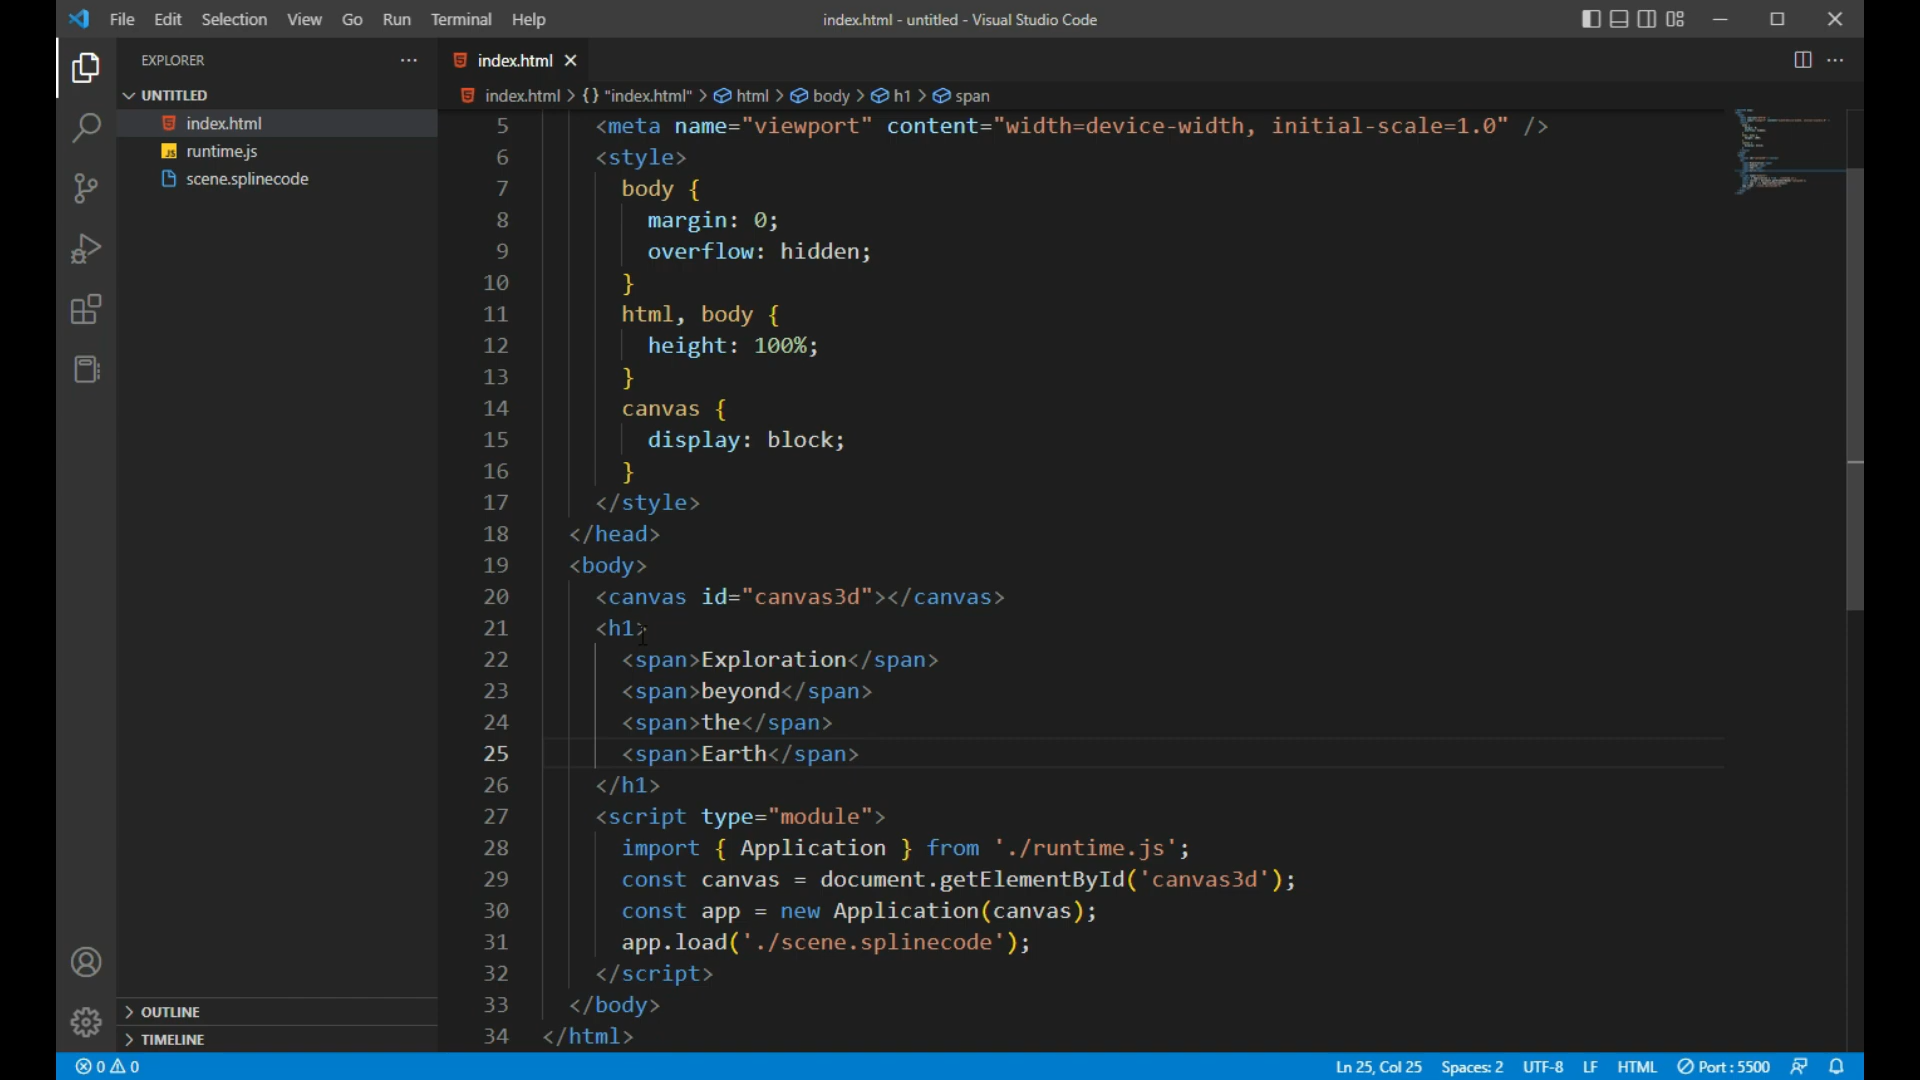 File Edit Selection View Go Run Terminal Help
index.html - untitled - Visual Studio Code
EXPLORER
UNTITLED
index.html
runtime.js
scene.splinecode
OUTLINE
TIMELINE
index.html
index.html > {} "index.html" > html > body > h1 > span
5 <meta name="viewport" content="width=device-width, initial-scale=1.0" />
6 <style>
7 body {
8 margin: 0;
9 overflow: hidden;
10 }
11 html, body {
12 height: 100%;
13 }
14 canvas {
15 display: block;
16 }
17 </style>
18 </head>
19 <body>
20 <canvas id="canvas3d"></canvas>
21 <h1>
22 <span>Exploration</span>
23 <span>beyond</span>
24 <span>the</span>
25 <span>Earth</span>
26 </h1>
27 <script type="module">
28 import { Application } from './runtime.js';
29 const canvas = document.getElementById('canvas3d');
30 const app = new Application(canvas);
31 app.load('./scene.splinecode');
32 </script>
33 </body>
34 </html>
0 0
Ln 25, Col 25 Spaces: 2 UTF-8 LF HTML Port : 5500